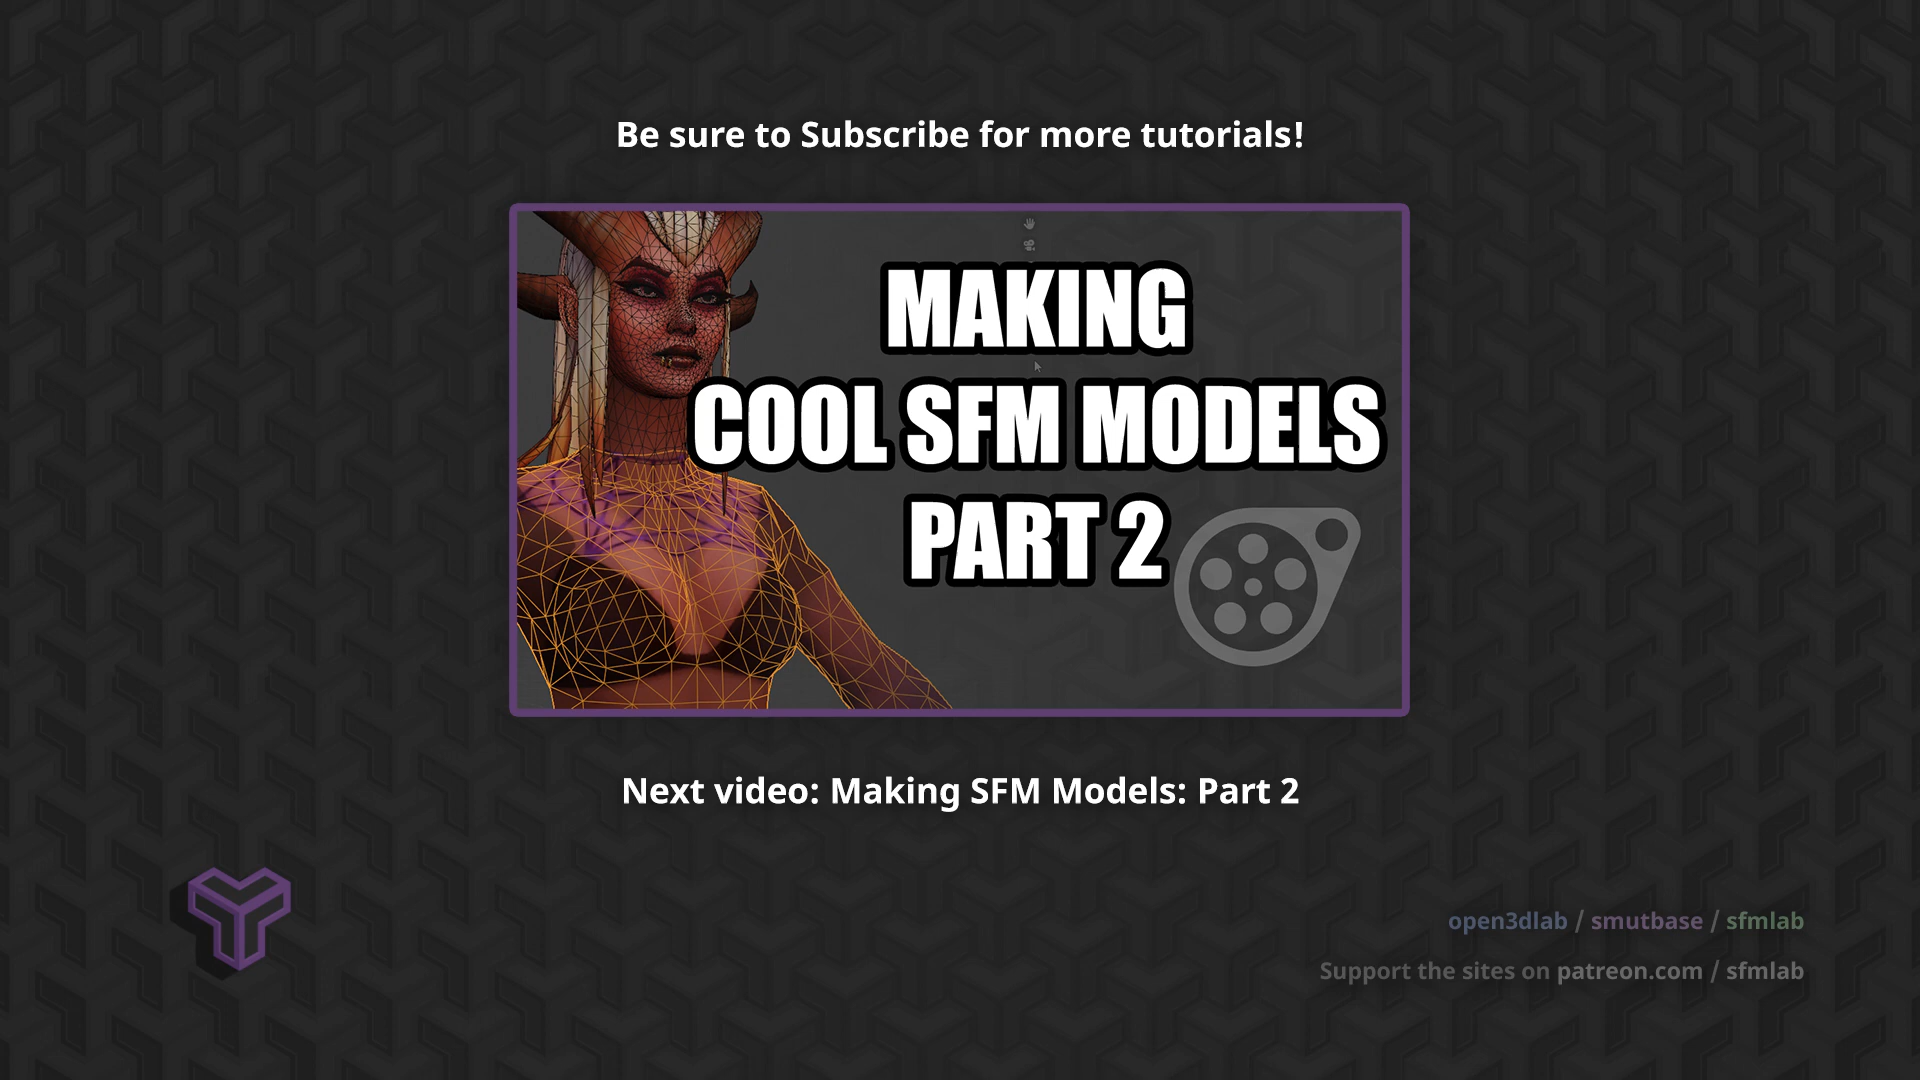 Be sure to Subscribe for more tutorials!
MAKING
COOL SFM MODELS
PART 2
Next video: Making SFM Models: Part 2
open3dlab / smutbase / sfmlab
Support the sites on patreon.com / sfmlab